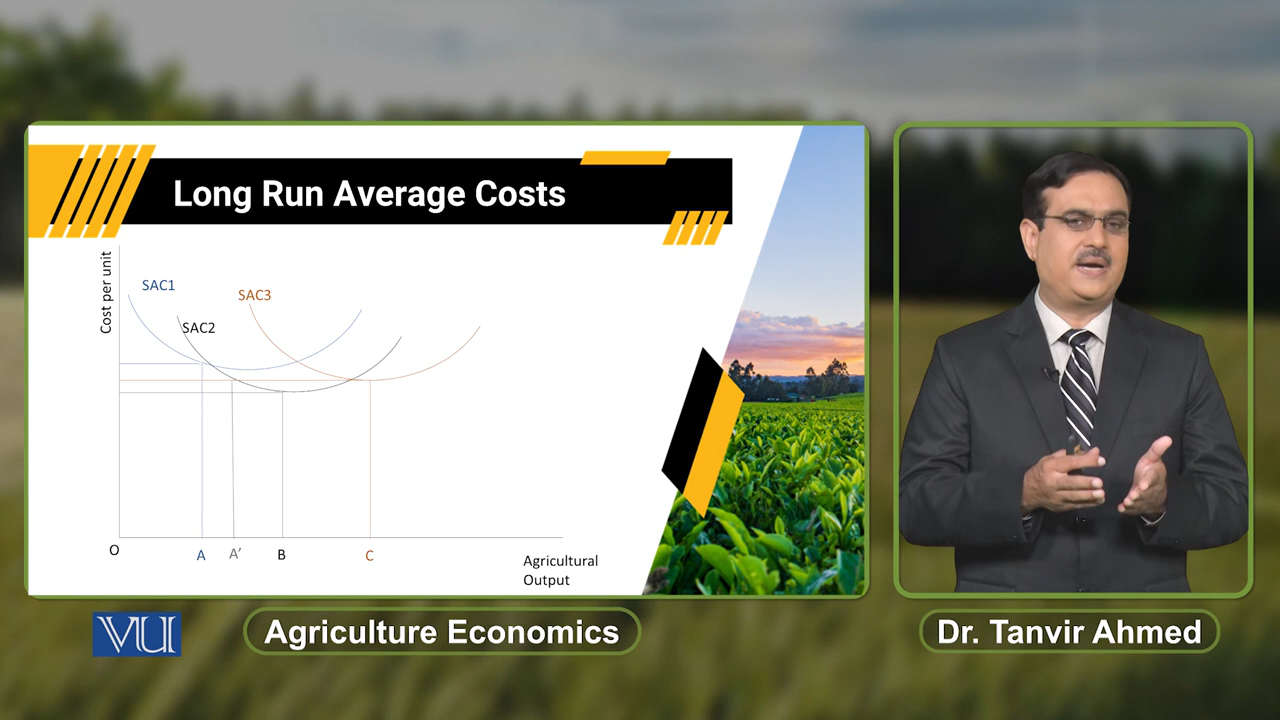 Long Run Average Costs
Cost per unit
SAC1
SAC3
SAC2
O
A
A′
B
C
Agricultural
Output
VU
Agriculture Economics
Dr. Tanvir Ahmed